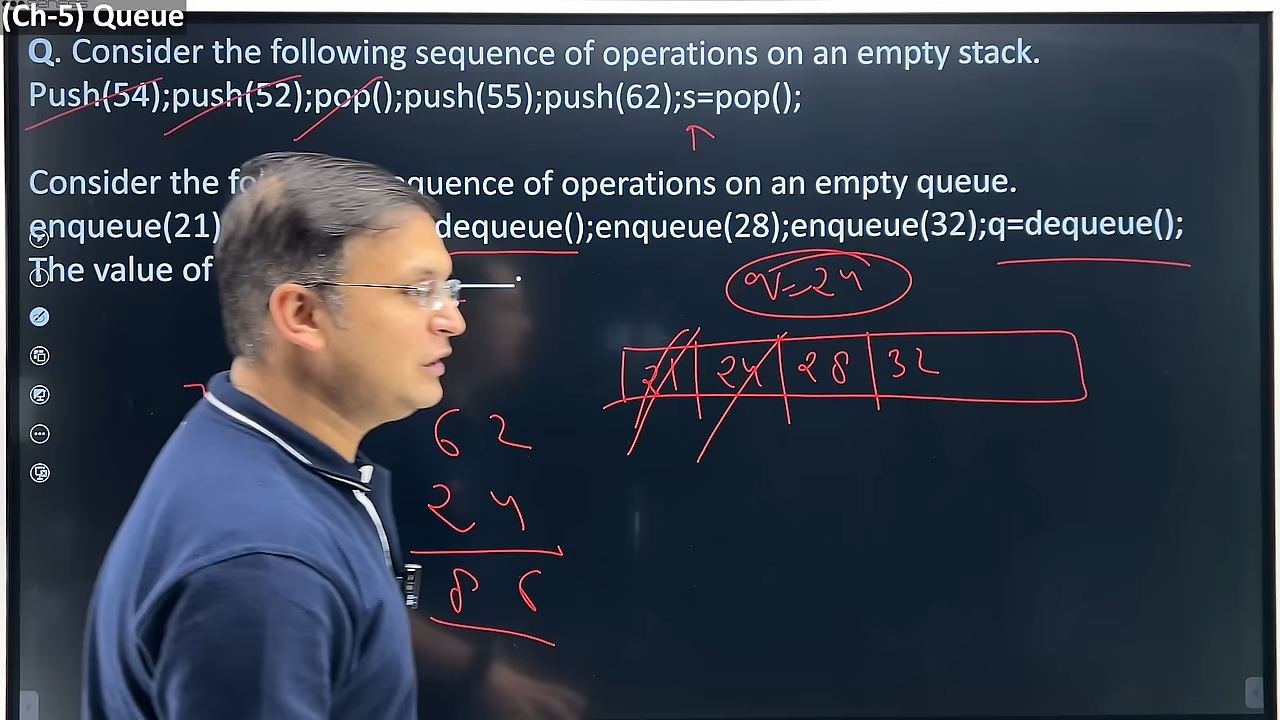 (Ch-5) Queue
Q. Consider the following sequence of operations on an empty stack.
Push(54);push(52);pop();push(55);push(62);s=pop();
Consider the quence of operations on an empty queue.
enqueue(21) dequeue();enqueue(28);enqueue(32);q=dequeue();
The value of .
q=24
21 24 28 32
62
24
86